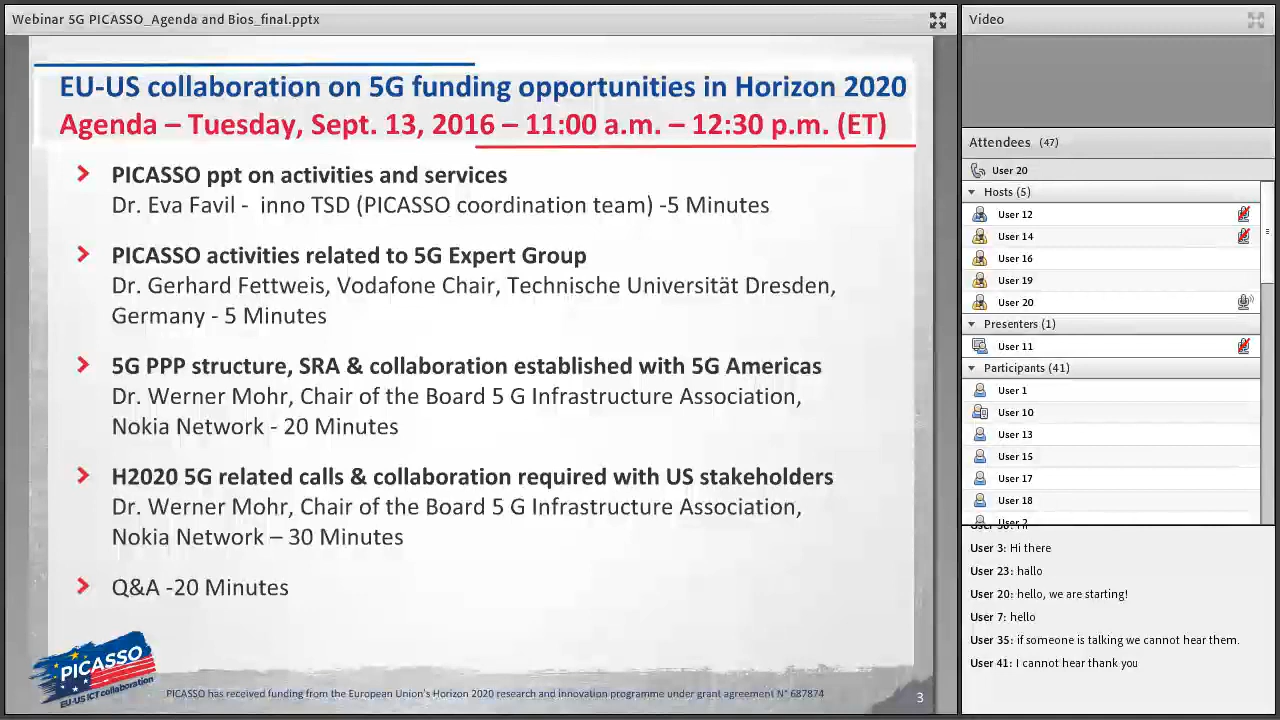 Webinar 5G PICASSO_Agenda and Bios_final.pptx
EU-US collaboration on 5G funding opportunities in Horizon 2020
Agenda – Tuesday, Sept. 13, 2016 – 11:00 a.m. – 12:30 p.m. (ET)
PICASSO ppt on activities and services
Dr. Eva Favil - inno TSD (PICASSO coordination team) -5 Minutes
PICASSO activities related to 5G Expert Group
Dr. Gerhard Fettweis, Vodafone Chair, Technische Universität Dresden,
Germany - 5 Minutes
5G PPP structure, SRA & collaboration established with 5G Americas
Dr. Werner Mohr, Chair of the Board 5 G Infrastructure Association,
Nokia Network - 20 Minutes
H2020 5G related calls & collaboration required with US stakeholders
Dr. Werner Mohr, Chair of the Board 5 G Infrastructure Association,
Nokia Network – 30 Minutes
Q&A -20 Minutes
PICASSO
EU-US ICT collaboration
PICASSO has received funding from the European Union's Horizon 2020 research and innovation programme under grant agreement N° 687874
3
Video
Attendees (47)
User 20
Hosts (5)
User 12
User 14
User 16
User 19
User 20
Presenters (1)
User 11
Participants (41)
User 1
User 10
User 13
User 15
User 17
User 18
User 2
User 3: Hi there
User 23: hallo
User 20: hello, we are starting!
User 7: hello
User 35: if someone is talking we cannot hear them.
User 41: I cannot hear thank you